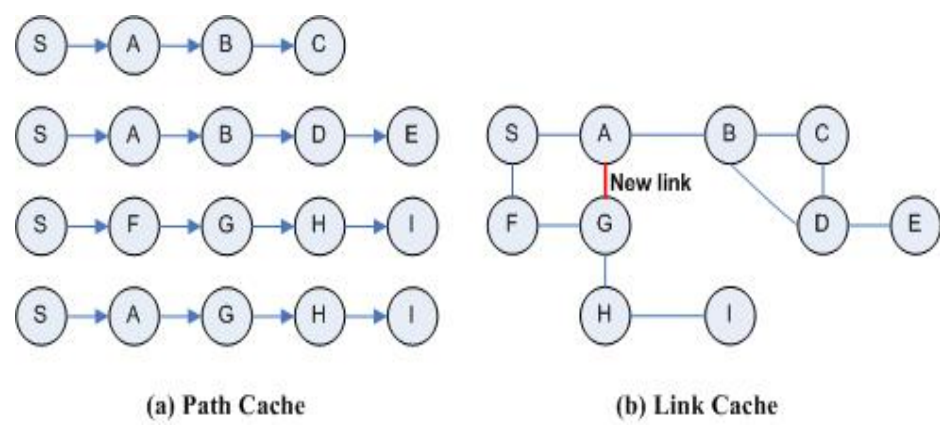 S A B C
S A B D E
S F G H I
S A G H I
(a) Path Cache
S A B C
New link
F G D E
H I
(b) Link Cache